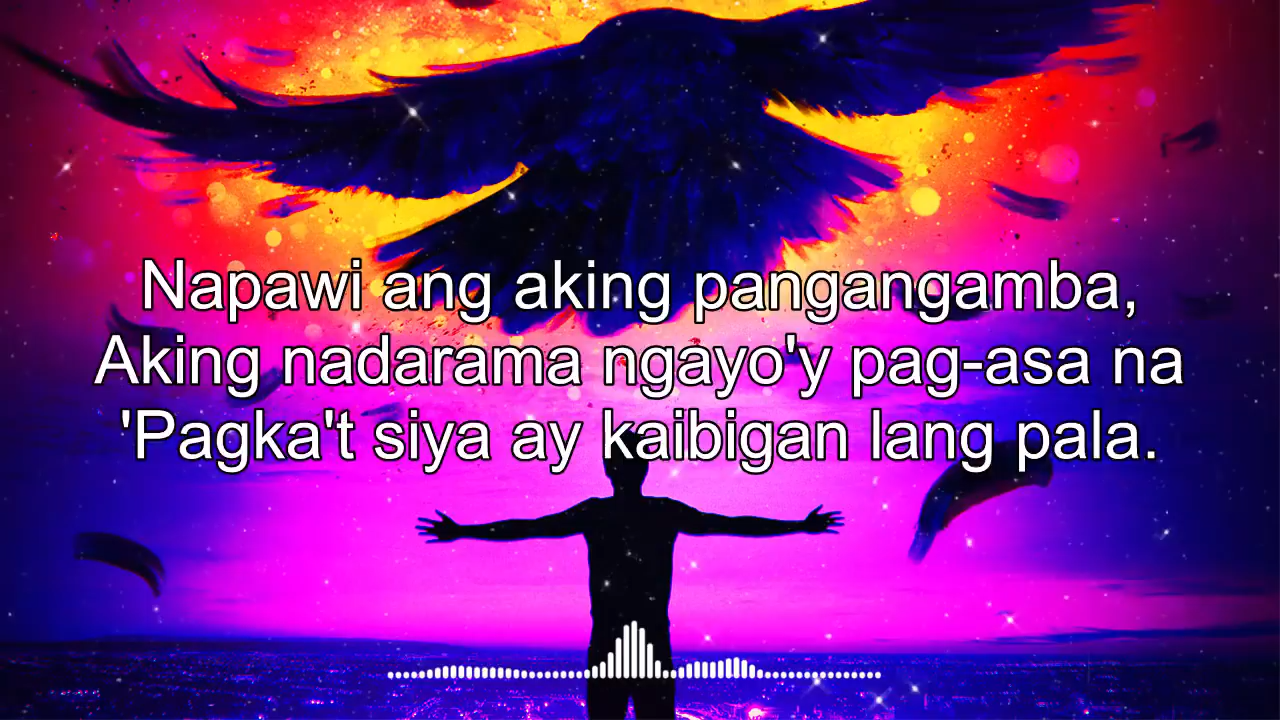 Napawi ang aking pangangamba,
Aking nadarama ngayo'y pag-asa na
'Pagka't siya ay kaibigan lang pala.